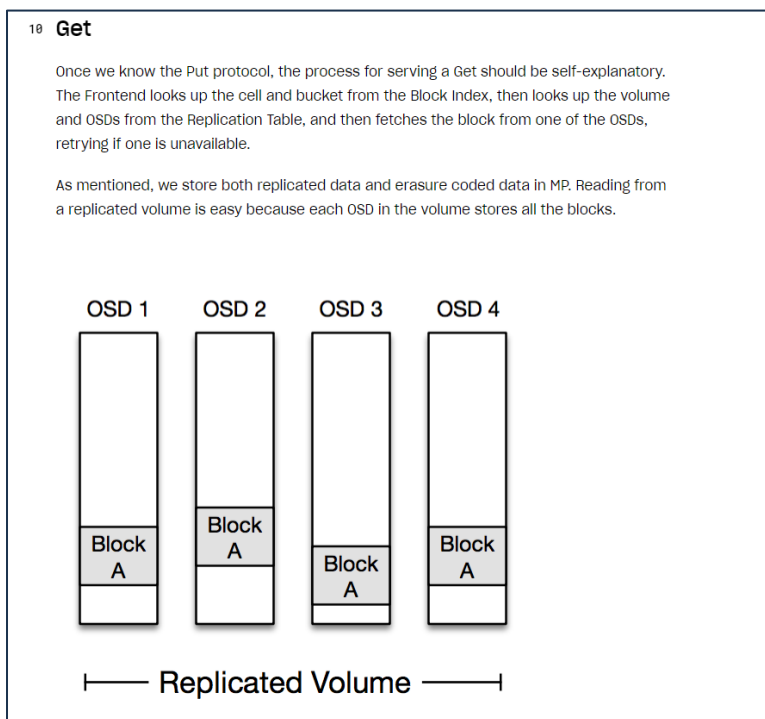 10 Get
Once we know the Put protocol, the process for serving a Get should be self-explanatory.
The Frontend looks up the cell and bucket from the Block Index, then looks up the volume
and OSDs from the Replication Table, and then fetches the block from one of the OSDs,
retrying if one is unavailable.
As mentioned, we store both replicated data and erasure coded data in MP. Reading from
a replicated volume is easy because each OSD in the volume stores all the blocks.
OSD 1 OSD 2 OSD 3 OSD 4
Block
A
Block
A
Block
A
Block
A
Replicated Volume